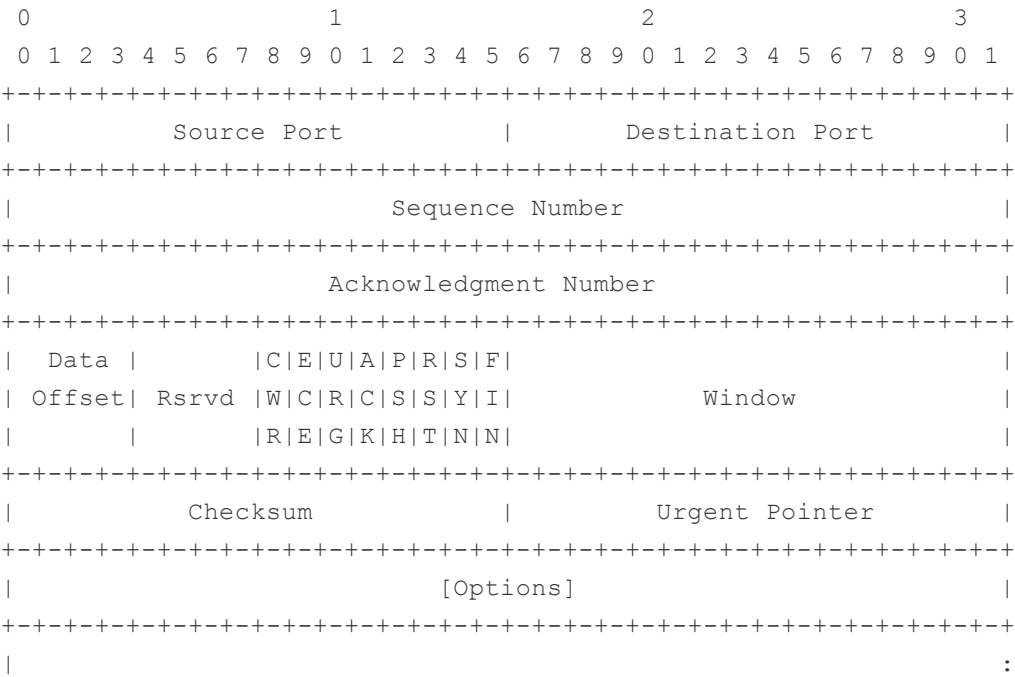 0                   1                   2                   3
 0 1 2 3 4 5 6 7 8 9 0 1 2 3 4 5 6 7 8 9 0 1 2 3 4 5 6 7 8 9 0 1
+-+-+-+-+-+-+-+-+-+-+-+-+-+-+-+-+-+-+-+-+-+-+-+-+-+-+-+-+-+-+-+-+
|          Source Port          |       Destination Port        |
+-+-+-+-+-+-+-+-+-+-+-+-+-+-+-+-+-+-+-+-+-+-+-+-+-+-+-+-+-+-+-+-+
|                        Sequence Number                        |
+-+-+-+-+-+-+-+-+-+-+-+-+-+-+-+-+-+-+-+-+-+-+-+-+-+-+-+-+-+-+-+-+
|                    Acknowledgment Number                      |
+-+-+-+-+-+-+-+-+-+-+-+-+-+-+-+-+-+-+-+-+-+-+-+-+-+-+-+-+-+-+-+-+
|  Data |       |C|E|U|A|P|R|S|F|                               |
| Offset| Rsrvd |W|C|R|C|S|S|Y|I|            Window             |
|       |       |R|E|G|K|H|T|N|N|                               |
+-+-+-+-+-+-+-+-+-+-+-+-+-+-+-+-+-+-+-+-+-+-+-+-+-+-+-+-+-+-+-+-+
|           Checksum            |         Urgent Pointer        |
+-+-+-+-+-+-+-+-+-+-+-+-+-+-+-+-+-+-+-+-+-+-+-+-+-+-+-+-+-+-+-+-+
|                           [Options]                           |
+-+-+-+-+-+-+-+-+-+-+-+-+-+-+-+-+-+-+-+-+-+-+-+-+-+-+-+-+-+-+-+-+
|                                                               :